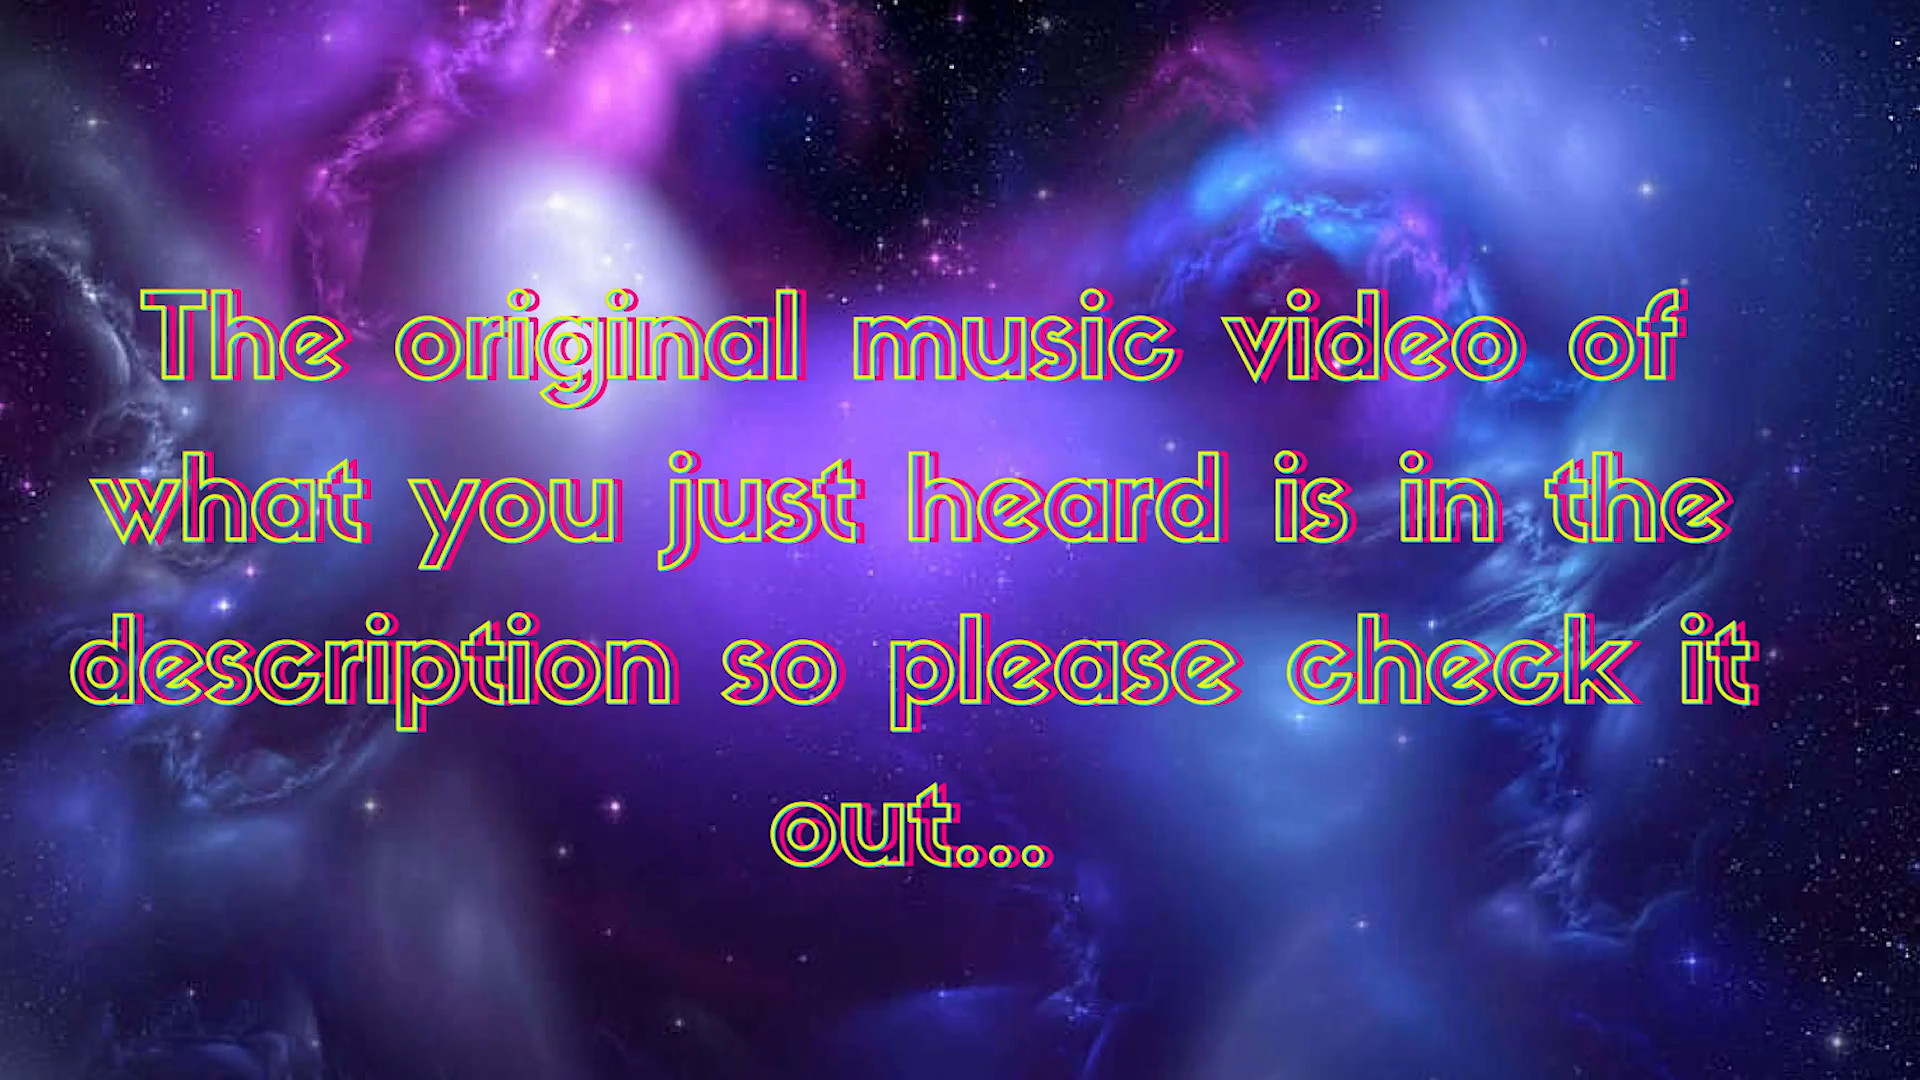 The original music video of
what you just heard is in the
description so please check it
out...